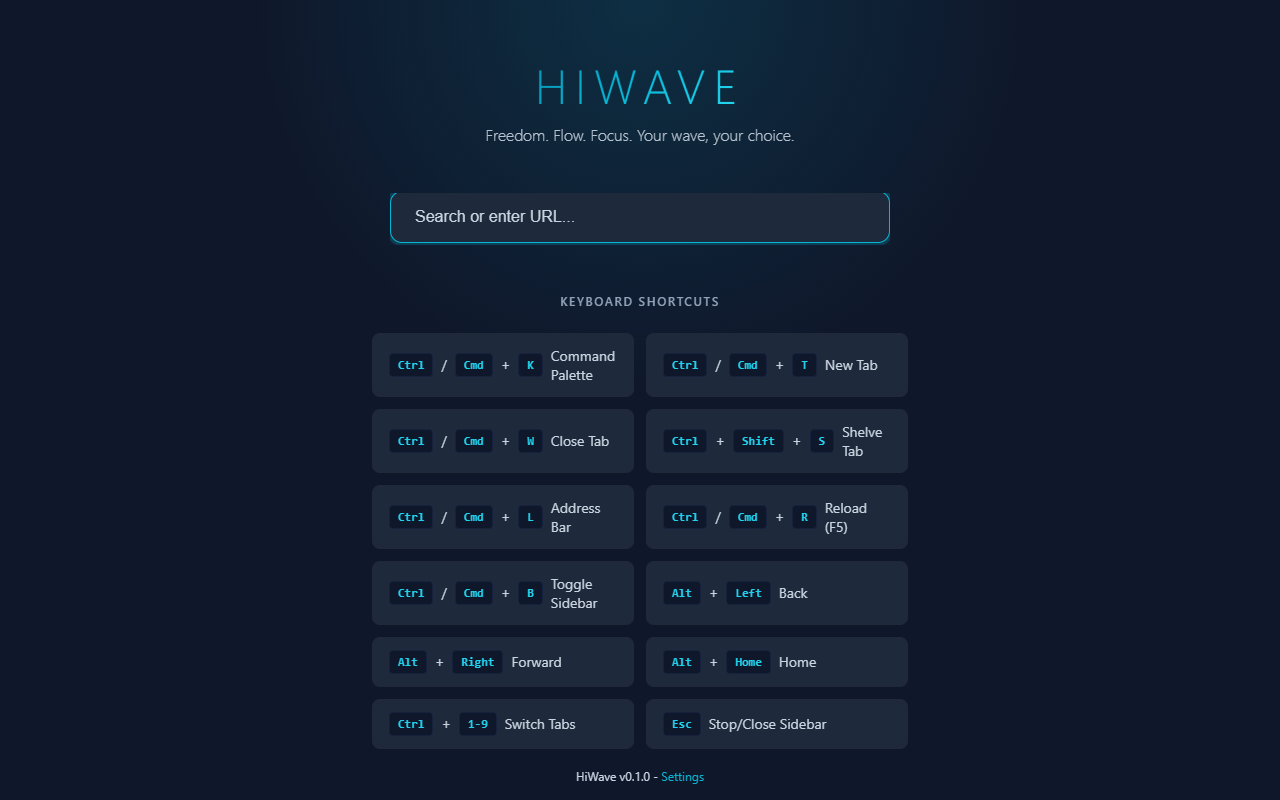 HIWAVE
Freedom. Flow. Focus. Your wave, your choice.
Search or enter URL...
KEYBOARD SHORTCUTS
Ctrl / Cmd + K Command Palette
Ctrl / Cmd + T New Tab
Ctrl / Cmd + W Close Tab
Ctrl + Shift + S Shelve Tab
Ctrl / Cmd + L Address Bar
Ctrl / Cmd + R Reload (F5)
Ctrl / Cmd + B Toggle Sidebar
Alt + Left Back
Alt + Right Forward
Alt + Home Home
Ctrl + 1-9 Switch Tabs
Esc Stop/Close Sidebar
HiWave v0.1.0 - Settings